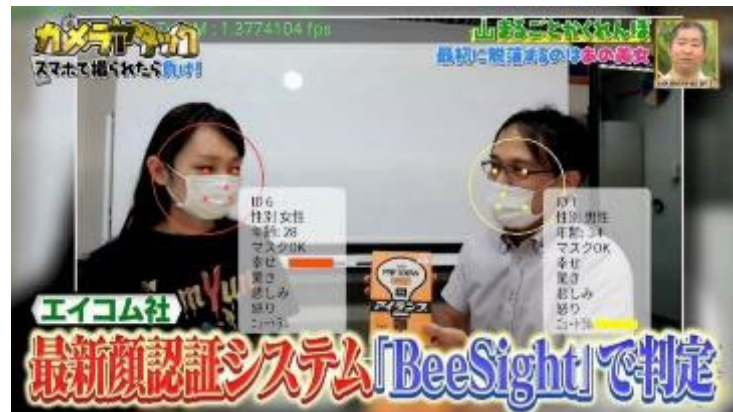 カメラアタック
スマホで撮られたら負け!
: 1.3774104 fps
山まるごとかくれんぼ
最初に脱落するのはあの美女
ID:6
性別:女性
年齢: 28
マスクOK
幸せ
驚き
悲しみ
怒り
ニュートラル
ID:1
性別:男性
年齢: 34
マスクOK
幸せ
驚き
悲しみ
怒り
ニュートラル
アイデンス
エイコム社
最新顔認証システム「BeeSight」で判定